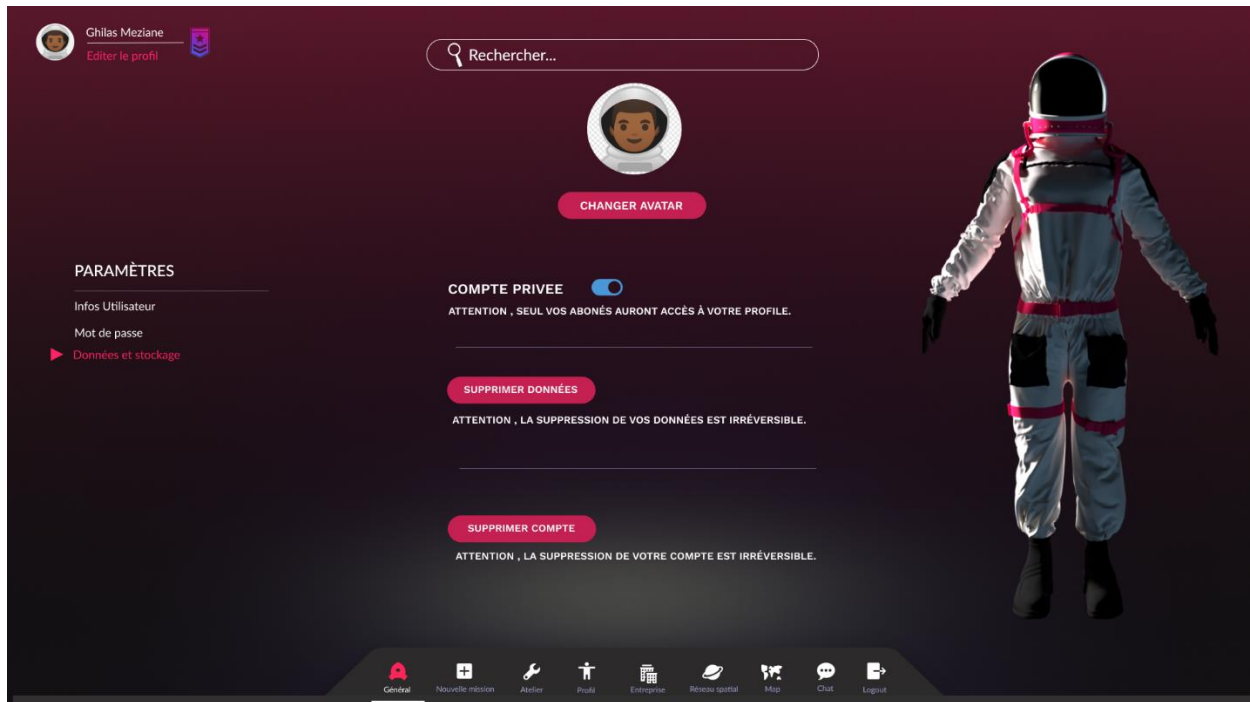 Ghilas Meziane
Editer le profil
Rechercher...
CHANGER AVATAR
PARAMÈTRES
Infos Utilisateur
Mot de passe
Données et stockage
COMPTE PRIVEE
ATTENTION , SEUL VOS ABONÉS AURONT ACCÈS À VOTRE PROFILE.
SUPPRIMER DONNÉES
ATTENTION , LA SUPPRESSION DE VOS DONNÉES EST IRRÉVERSIBLE.
SUPPRIMER COMPTE
ATTENTION , LA SUPPRESSION DE VOTRE COMPTE EST IRRÉVERSIBLE.
Général Nouvelle mission Atelier Profil Entreprise Réseau spatial Map Chat Logout